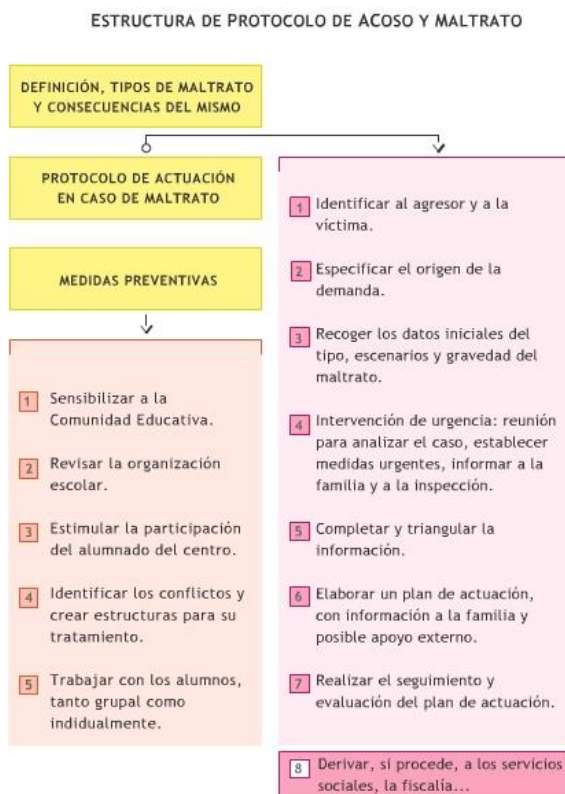 ESTRUCTURA DE PROTOCOLO DE ACOSO Y MALTRATO
DEFINICIÓN, TIPOS DE MALTRATO
Y CONSECUENCIAS DEL MISMO
PROTOCOLO DE ACTUACIÓN
EN CASO DE MALTRATO
MEDIDAS PREVENTIVAS
1 Sensibilizar a la
Comunidad Educativa.
2 Revisar la organización
escolar.
3 Estimular la participación
del alumnado del centro.
4 Identificar los conflictos y
crear estructuras para su
tratamiento.
5 Trabajar con los alumnos,
tanto grupal como
indidualmente.
1 Identificar al agresor y a la
víctima.
2 Especificar el origen de la
demanda.
3 Recoger los datos iniciales del
tipo, escenarios y gravedad del
maltrato.
4 Intervención de urgencia: reunión
para analizar el caso, establecer
medidas urgentes, informar a la
familia y a la inspección.
5 Completar y triangular la
información.
6 Elaborar un plan de actuación,
con información a la familia y
posible apoyo externo.
7 Realizar el seguimiento y
evaluación del plan de actuación.
8 Derivar, si procede, a los servicios
sociales, la fiscalía...